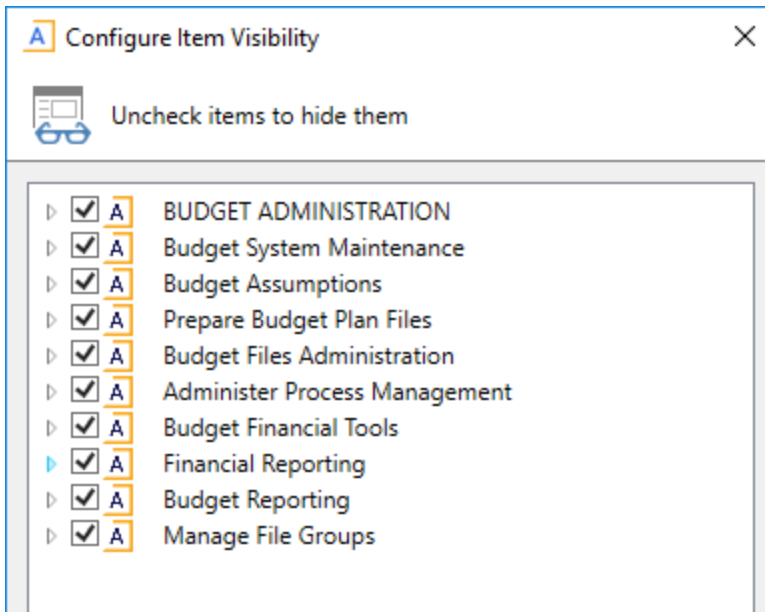 A Configure Item Visibility
Uncheck items to hide them
A BUDGET ADMINISTRATION
A Budget System Maintenance
A Budget Assumptions
A Prepare Budget Plan Files
A Budget Files Administration
A Administer Process Management
A Budget Financial Tools
A Financial Reporting
A Budget Reporting
A Manage File Groups